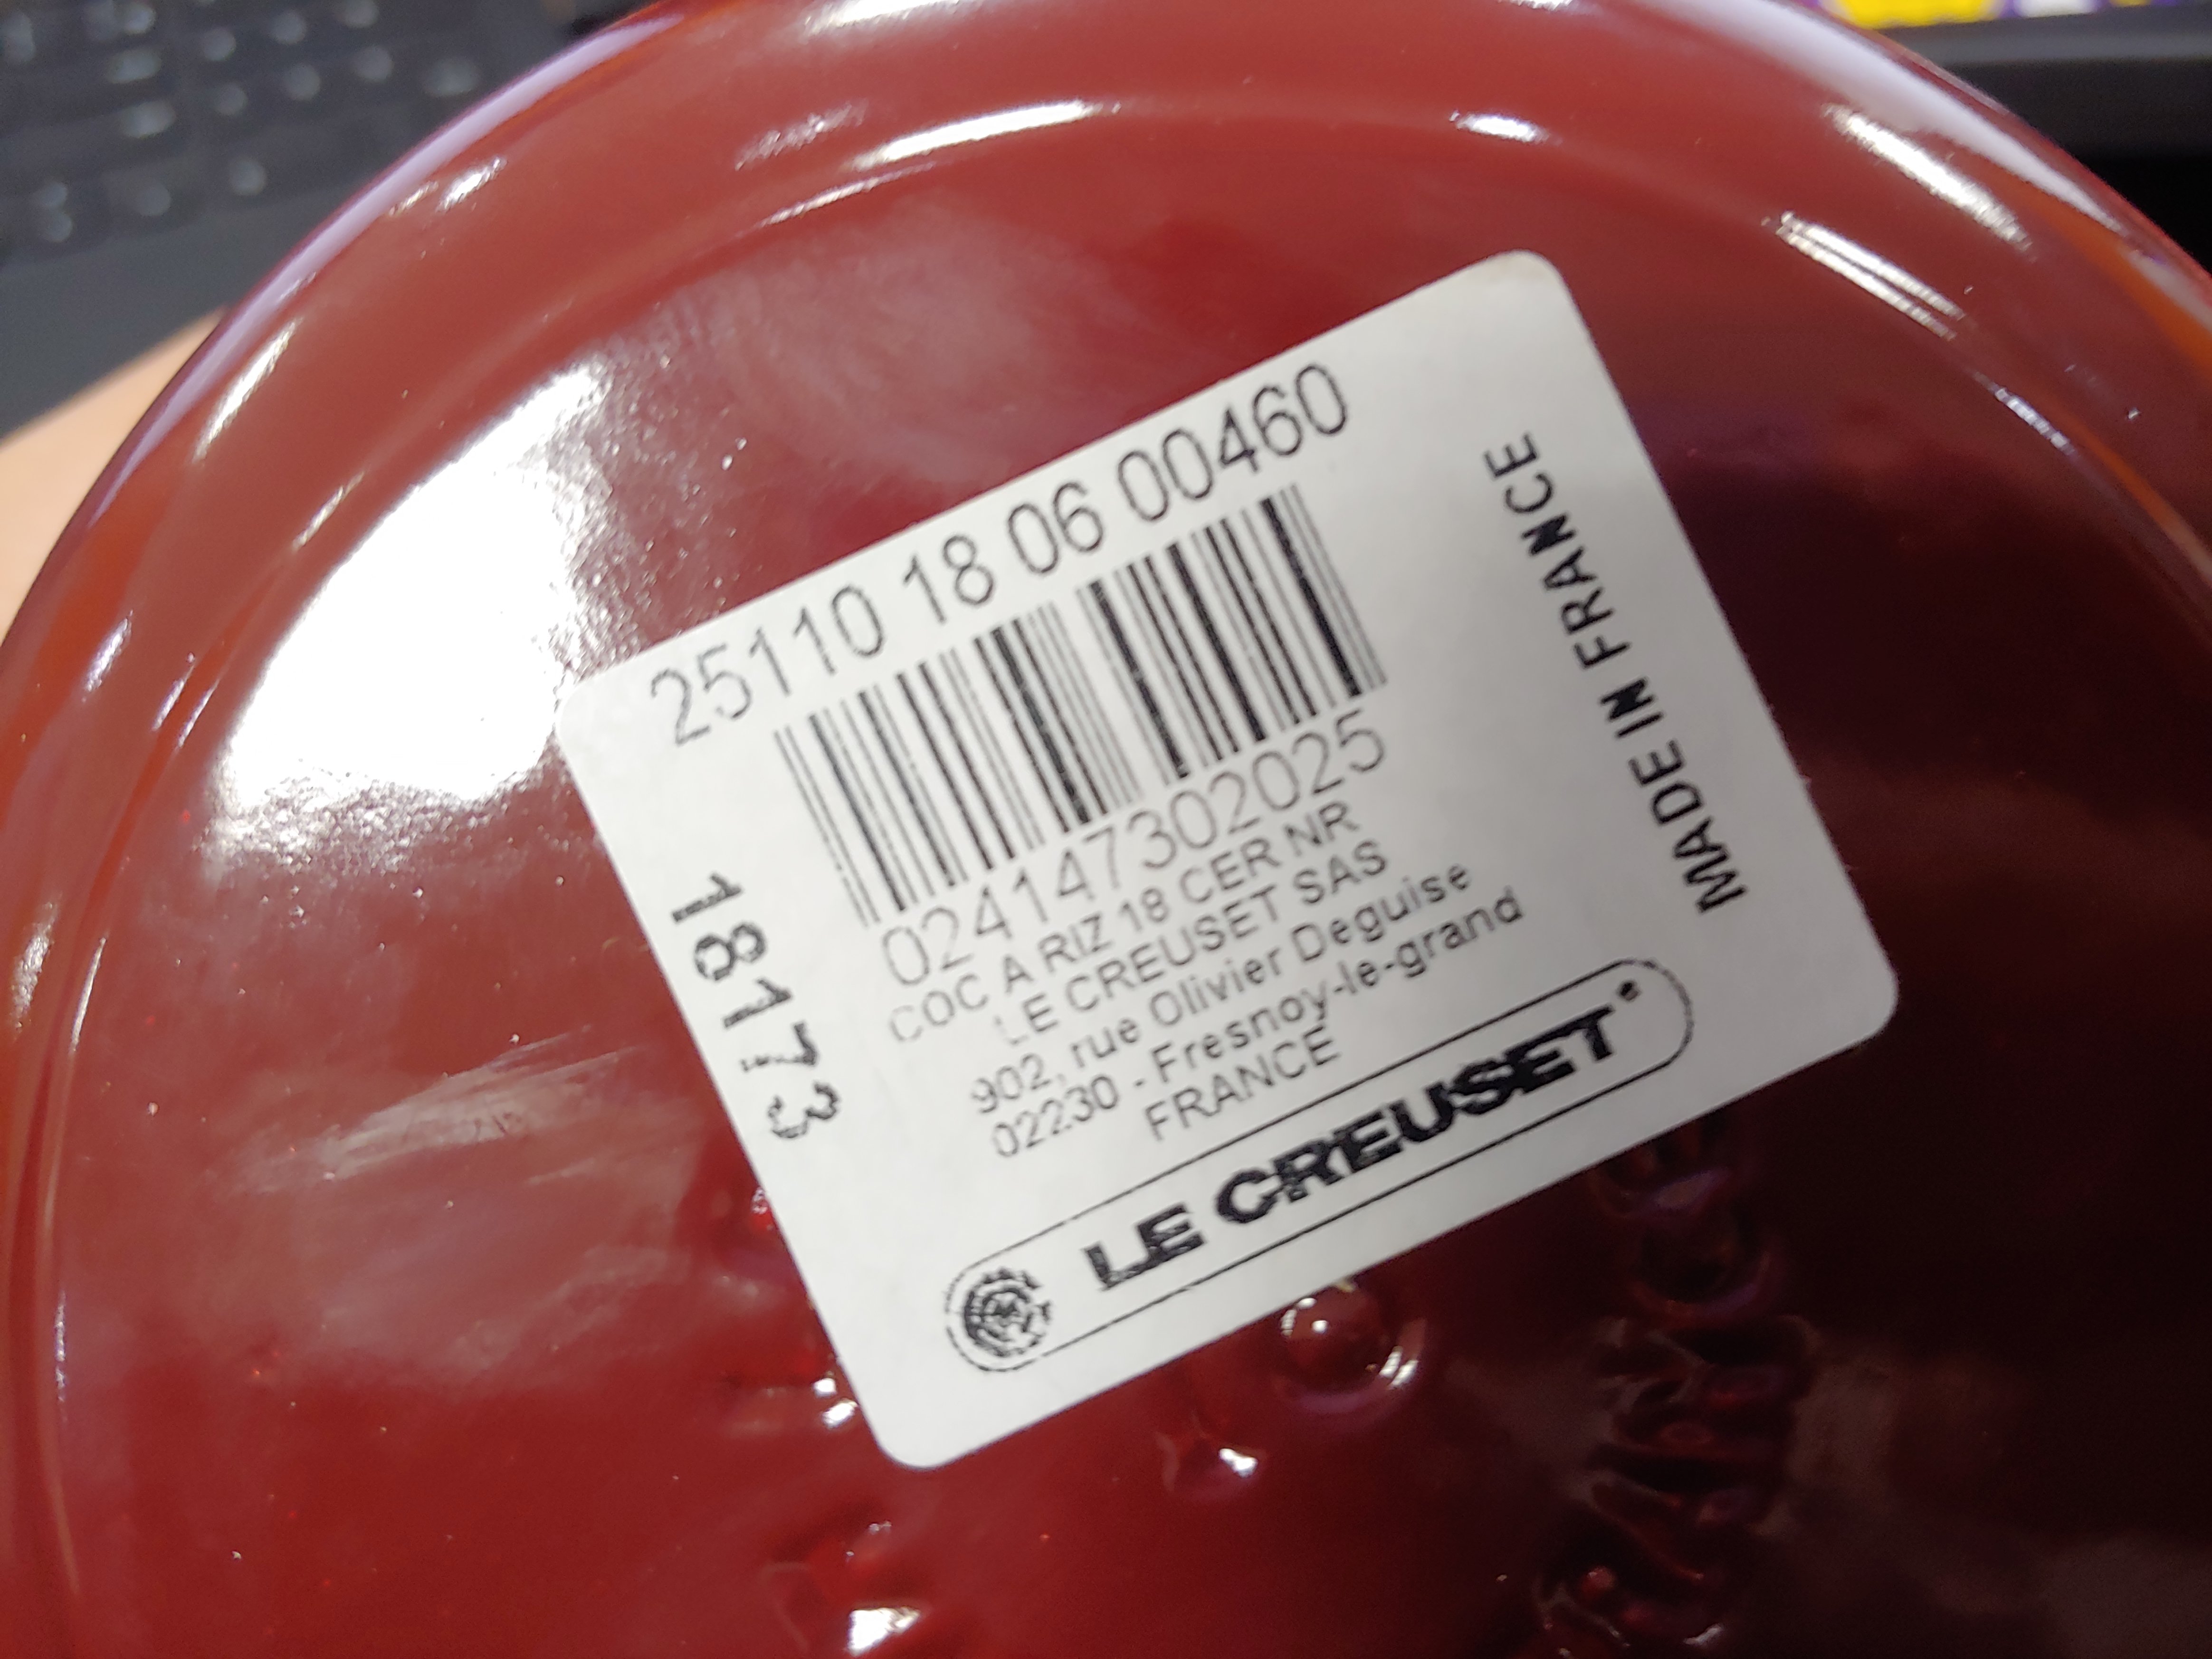 25110 18 06 00460
024147302025
COC A RIZ 18 CER NR
LE CREUSET SAS
902, rue Olivier Deguise
02230 - Fresnoy-le-grand
FRANCE
LE CREUSET
18173
MADE IN FRANCE